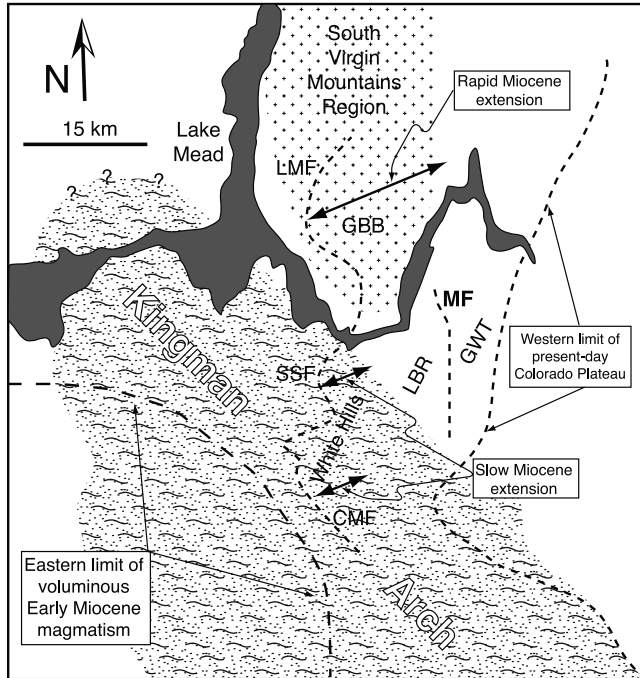 South
Virgin
Mountains
Region
N
15 km
Rapid Miocene
extension
Lake
Mead
LMF
? ? ?
GBB
MF
GWT
Kingman
Western limit of
present-day
Colorado Plateau
LBR
SSF
White Hills
Slow Miocene
extension
CMF
Eastern limit of
voluminous
Early Miocene
magmatism
Arch